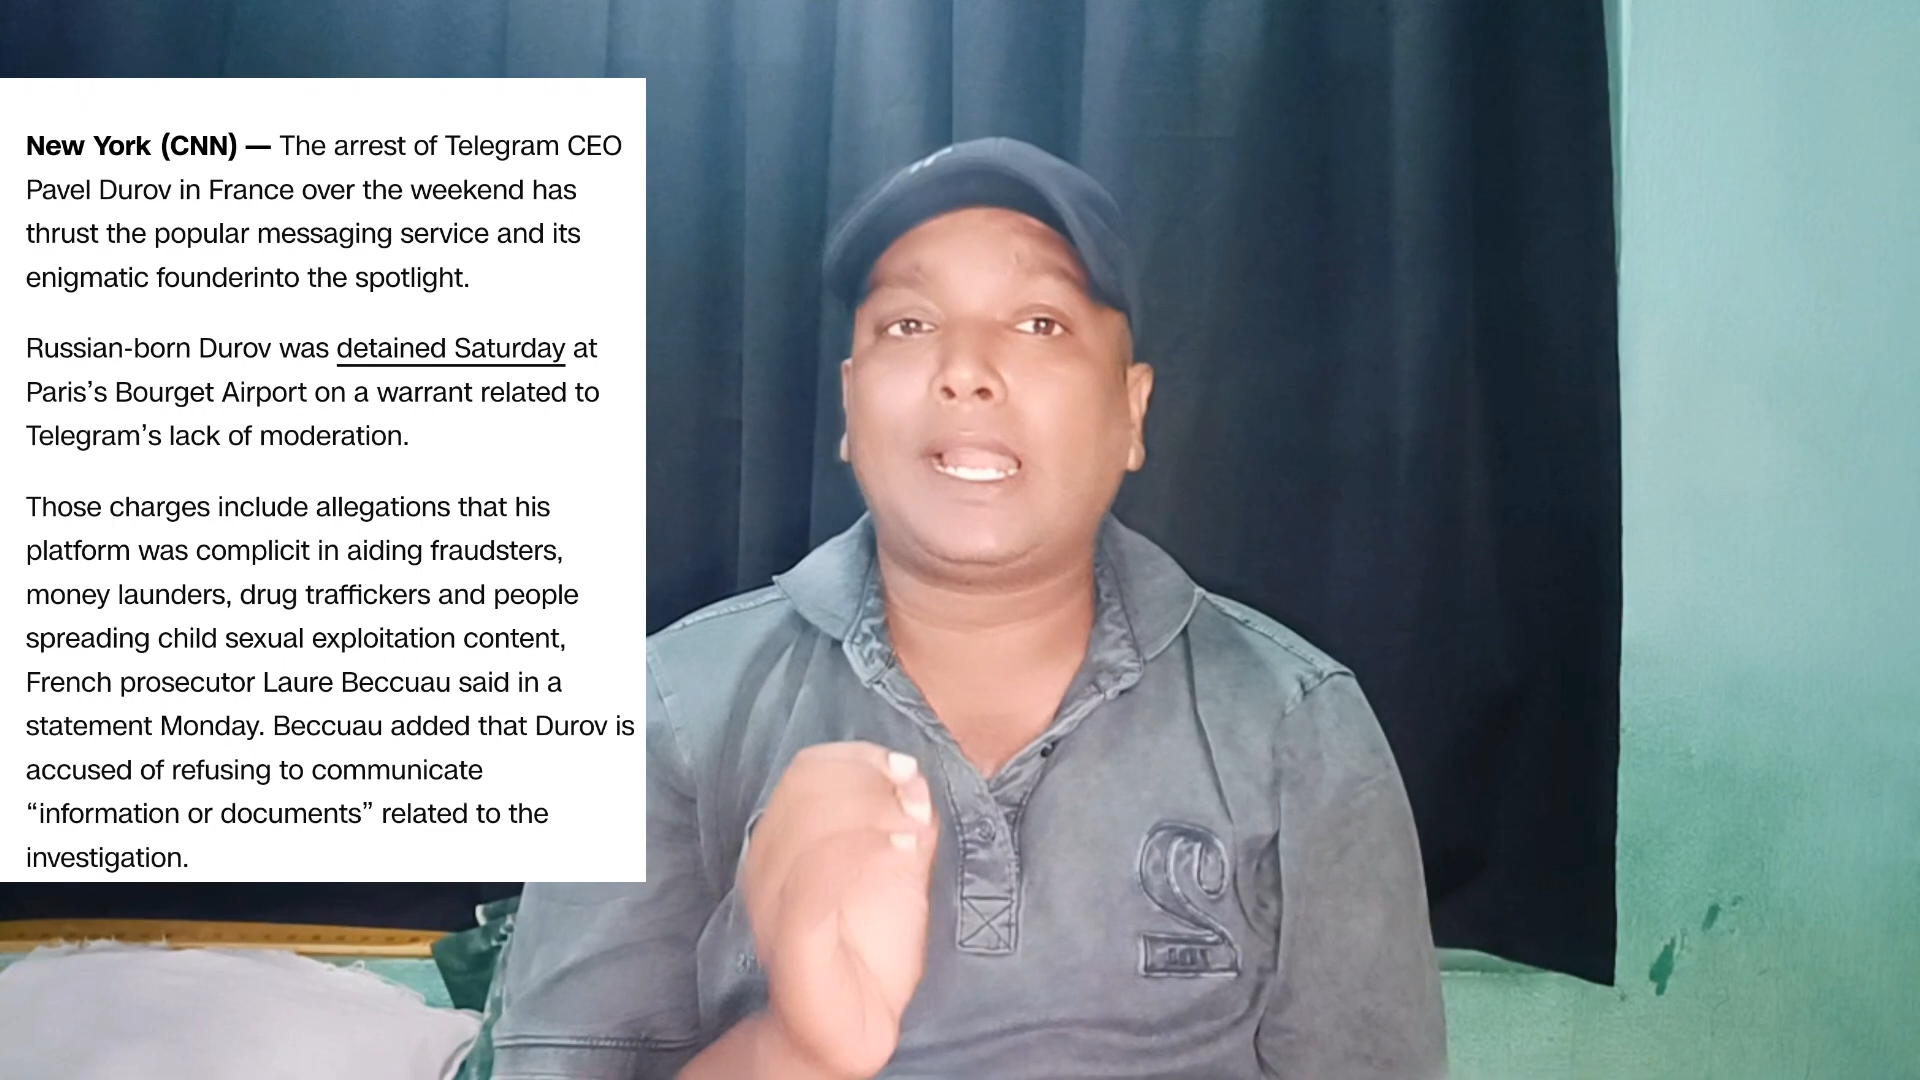 New York (CNN) — The arrest of Telegram CEO
Pavel Durov in France over the weekend has
thrust the popular messaging service and its
enigmatic founderinto the spotlight.
Russian-born Durov was detained Saturday at
Paris’s Bourget Airport on a warrant related to
Telegram’s lack of moderation.
Those charges include allegations that his
platform was complicit in aiding fraudsters,
money launders, drug traffickers and people
spreading child sexual exploitation content,
French prosecutor Laure Beccuau said in a
statement Monday. Beccuau added that Durov is
accused of refusing to communicate
“information or documents” related to the
investigation.
2